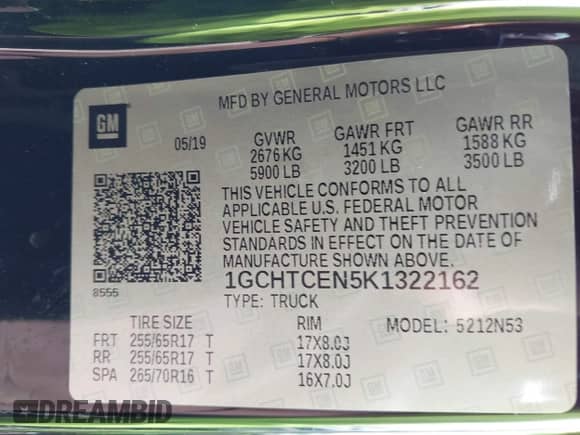 MFD BY GENERAL MOTORS LLC
GM
05/19 GVWR GAWR FRT GAWR RR
2676 KG 1451 KG 1588 KG
5900 LB 3200 LB 3500 LB
THIS VEHICLE CONFORMS TO ALL
APPLICABLE U.S. FEDERAL MOTOR
VEHICLE SAFETY AND THEFT PREVENTION
STANDARDS IN EFFECT ON THE DATE OF
MANUFACTURE SHOWN ABOVE.
8555
1GCHTCEN5K1322162
TYPE: TRUCK
TIRE SIZE RIM MODEL: 5212N53
FRT 255/65R17 T 17X8.0J
RR 255/65R17 T 17X8.0J
SPA 265/70R16 T 16X7.0J
DREAMBID